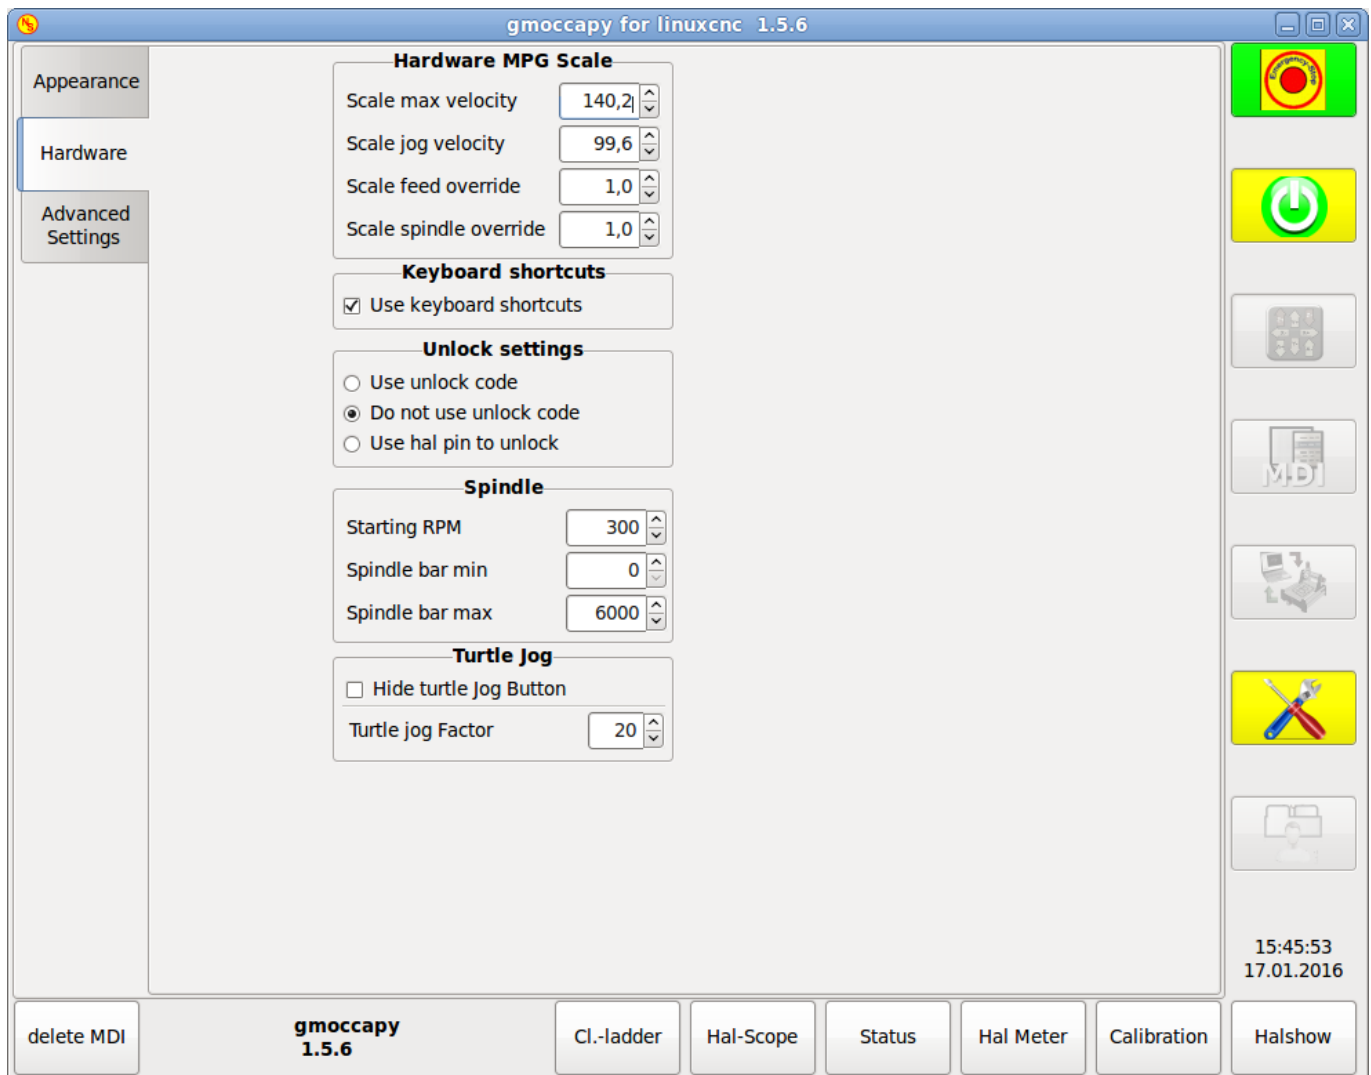 gmoccapy for linuxcnc 1.5.6
Appearance
Hardware
Advanced
Settings
Hardware MPG Scale
Scale max velocity 140,2
Scale jog velocity 99,6
Scale feed override 1,0
Scale spindle override 1,0
Keyboard shortcuts
Use keyboard shortcuts
Unlock settings
Use unlock code
Do not use unlock code
Use hal pin to unlock
Spindle
Starting RPM 300
Spindle bar min 0
Spindle bar max 6000
Turtle Jog
Hide turtle Jog Button
Turtle jog Factor 20
Emergency-Stop
MDI
15:45:53
17.01.2016
delete MDI
gmoccapy
1.5.6
Cl.-ladder
Hal-Scope
Status
Hal Meter
Calibration
Halshow